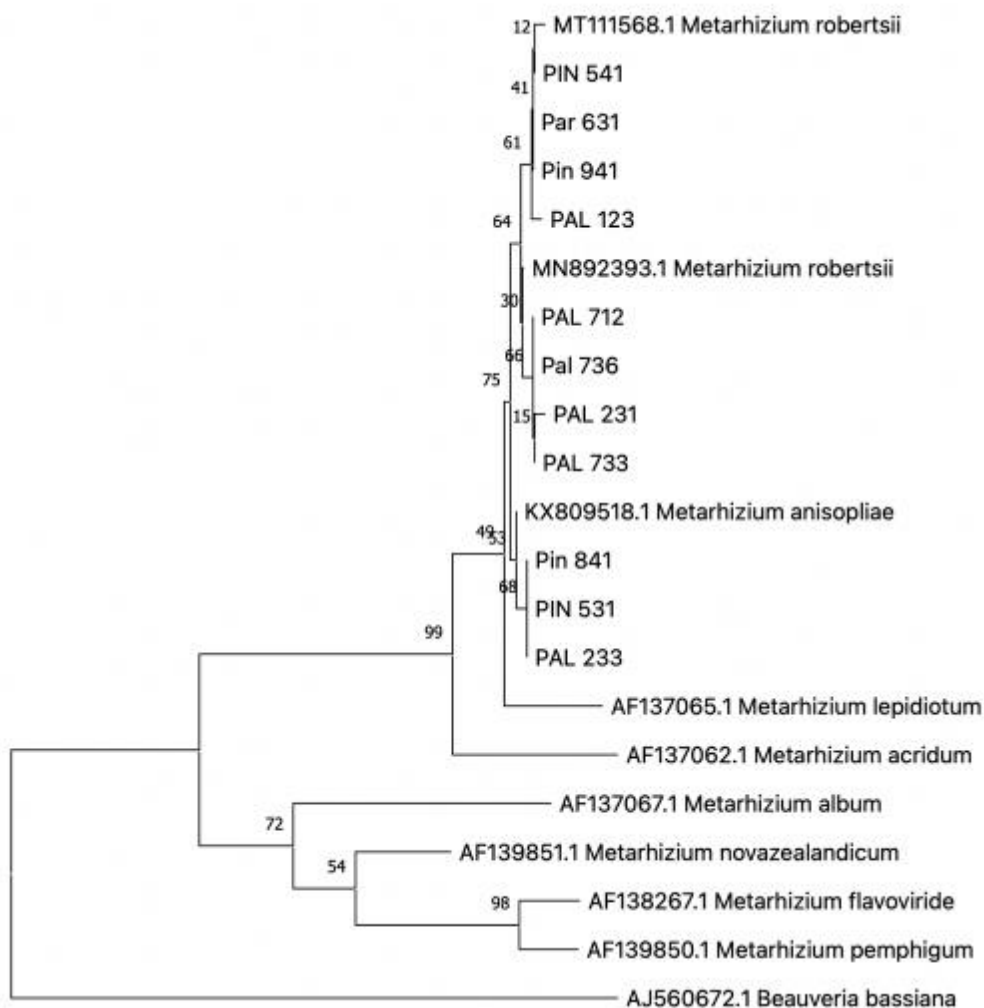 12
MT111568.1 Metarhizium robertsii
PIN 541
41
Par 631
61
Pin 941
PAL 123
64
MN892393.1 Metarhizium robertsii
30
PAL 712
66
Pal 736
75
PAL 231
15
PAL 733
KX809518.1 Metarhizium anisopliae
49
53
Pin 841
68
PIN 531
PAL 233
99
AF137065.1 Metarhizium lepidiotum
AF137062.1 Metarhizium acridum
AF137067.1 Metarhizium album
72
AF139851.1 Metarhizium novazealandicum
54
98
AF138267.1 Metarhizium flavoviride
AF139850.1 Metarhizium pemphigum
AJ560672.1 Beauveria bassiana